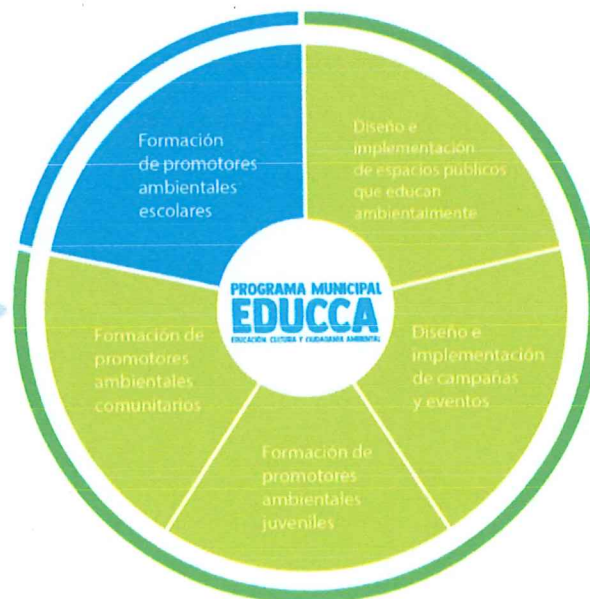 Formación
de promotores
ambientales
escolares
Diseño e
implementación
de espacios públicos
que educan
ambientalmente
PROGRAMA MUNICIPAL
EDUCCA
EDUCACIÓN, CULTURA Y CIUDADANÍA AMBIENTAL
Formación de
promotores
ambientales
comunitarios
Diseño e
implementación
de campañas
y eventos
Formación de
promotores
ambientales
juveniles